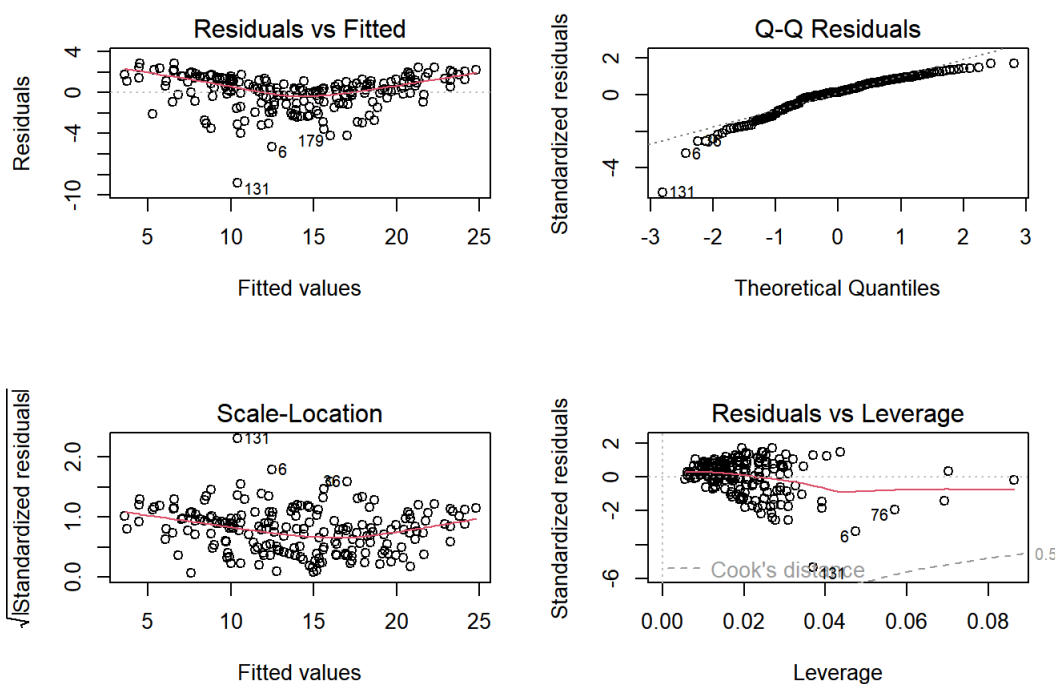 Residuals vs Fitted
Residuals
4
0
-4
-10
179
6
131
5 10 15 20 25
Fitted values
Q-Q Residuals
Standardized residuals
2
0
-4
6
131
-3 -2 -1 0 1 2 3
Theoretical Quantiles
Scale-Location
√|Standardized residuals|
2.0
1.0
0.0
131
6
36
5 10 15 20 25
Fitted values
Residuals vs Leverage
Standardized residuals
2
0
-2
-6
76
6
131
Cook's distance
0.5
0.00 0.02 0.04 0.06 0.08
Leverage